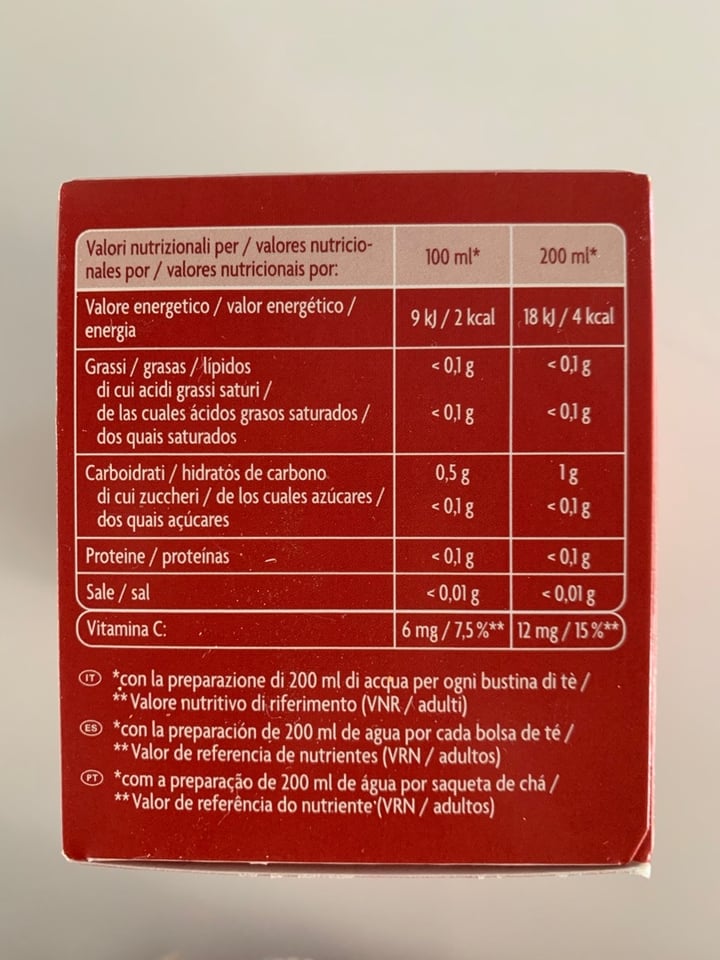 Valori nutrizionali per / valores nutricio-
nales por / valores nutricionais por:
100 ml*
200 ml*
Valore energetico / valor energético /
energia
9 kJ / 2 kcal
18 kJ / 4 kcal
Grassi / grasas / lípidos
< 0,1 g
< 0,1 g
di cui acidi grassi saturi /
de las cuales ácidos grasos saturados /
dos quais saturados
< 0,1 g
< 0,1 g
Carboidrati / hidratos de carbono
0,5 g
1 g
di cui zuccheri / de los cuales azúcares /
dos quais açúcares
< 0,1 g
< 0,1 g
Proteine / proteínas
< 0,1 g
< 0,1 g
Sale / sal
< 0,01 g
< 0,01 g
Vitamina C:
6 mg / 7,5 %**
12 mg / 15 %**
IT *con la preparazione di 200 ml di acqua per ogni bustina di tè /
** Valore nutritivo di riferimento (VNR / adulti)
ES *con la preparación de 200 ml de agua por cada bolsa de té /
** Valor de referencia de nutrientes (VRN / adultos)
PT *com a preparação de 200 ml de água por saqueta de chá /
** Valor de referência do nutriente (VRN / adultos)